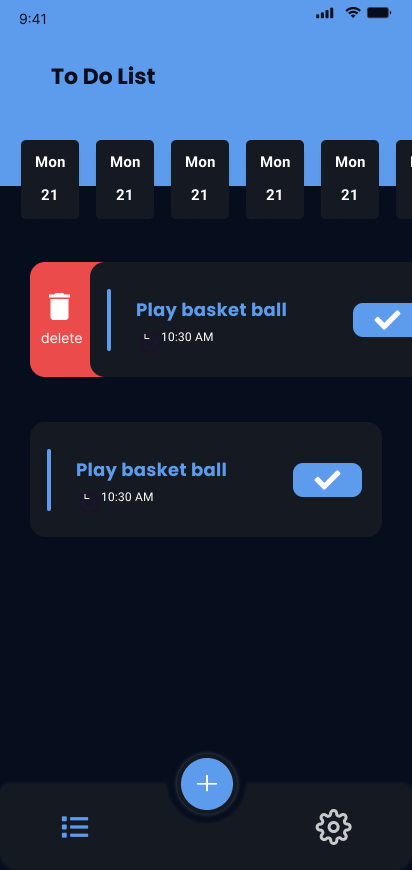 9:41
To Do List
Mon Mon Mon Mon Mon
21 21 21 21 21
Play basket ball
10:30 AM
delete
Play basket ball
10:30 AM